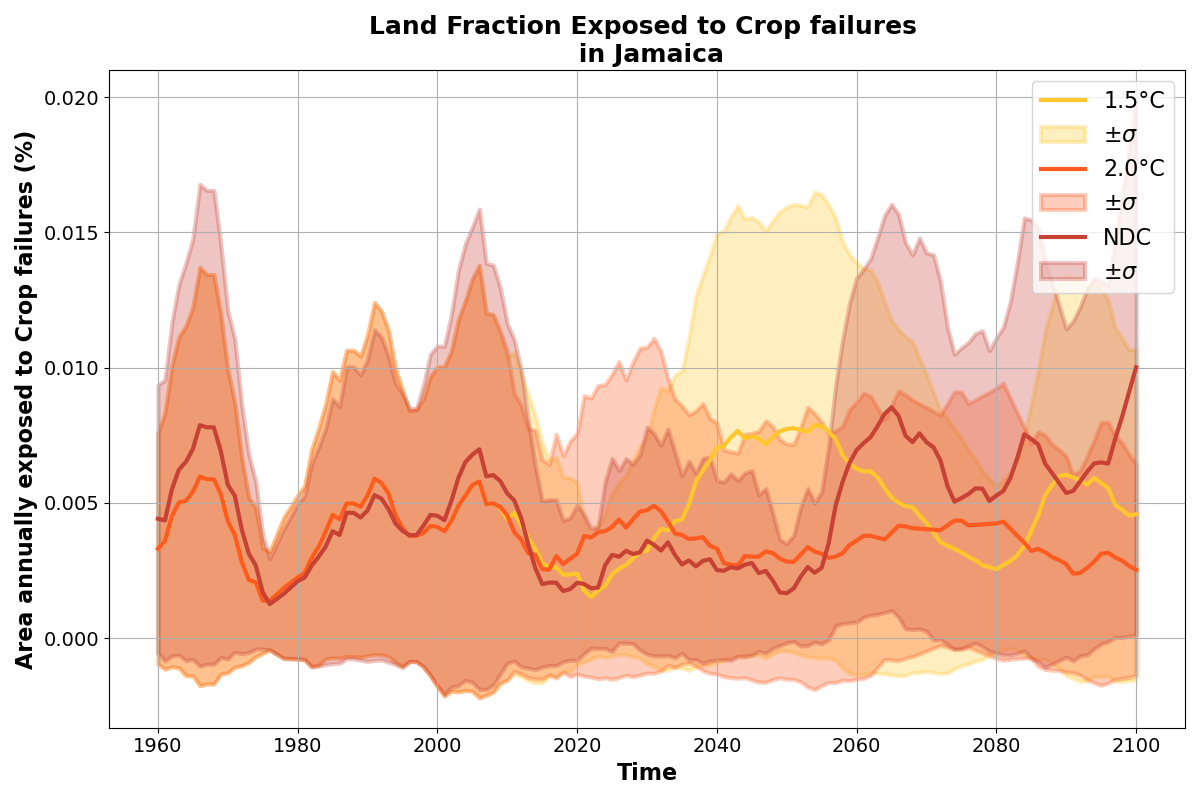 Land Fraction Exposed to Crop failures
in Jamaica
Area annually exposed to Crop failures (%)
0.020
0.015
0.010
0.005
0.000
1960
1980
2000
2020
2040
2060
2080
2100
Time
1.5°C
±σ
2.0°C
±σ
NDC
±σ